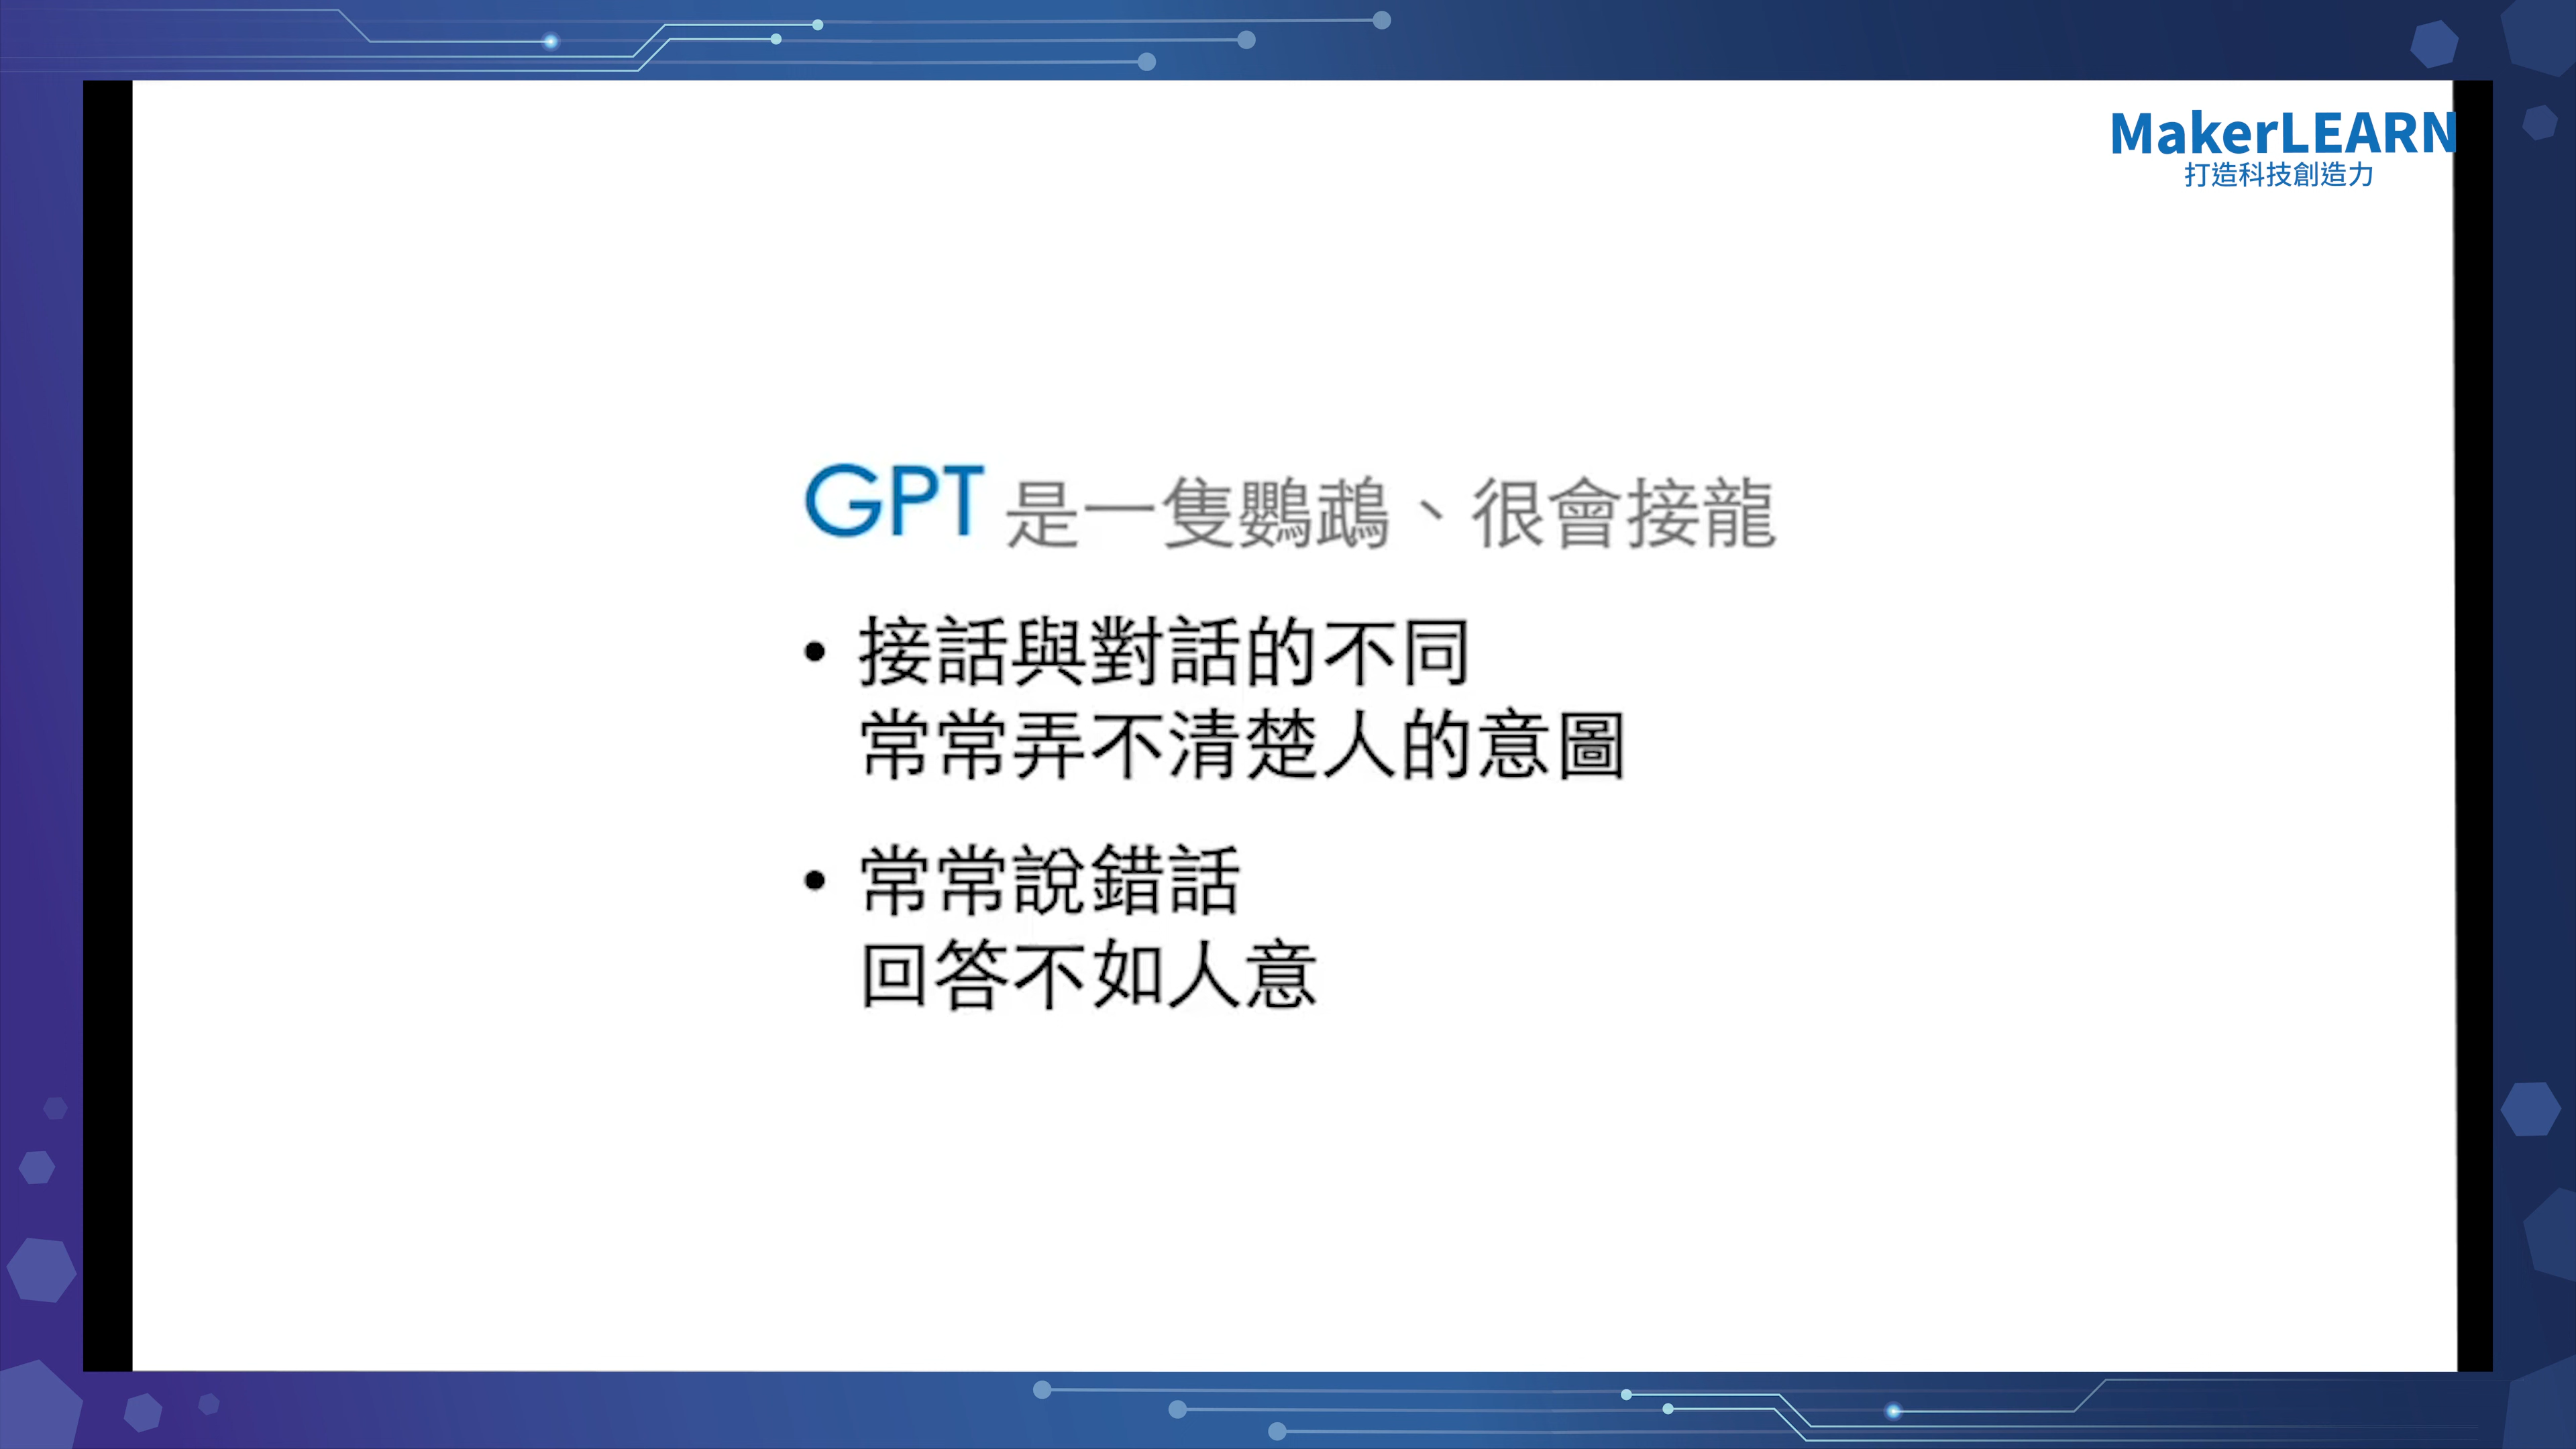 MakerLEARN
打造科技創造力
GPT 是一隻鸚鵡、很會接龍
• 接話與對話的不同
常常弄不清楚人的意圖
• 常常說錯話
回答不如人意